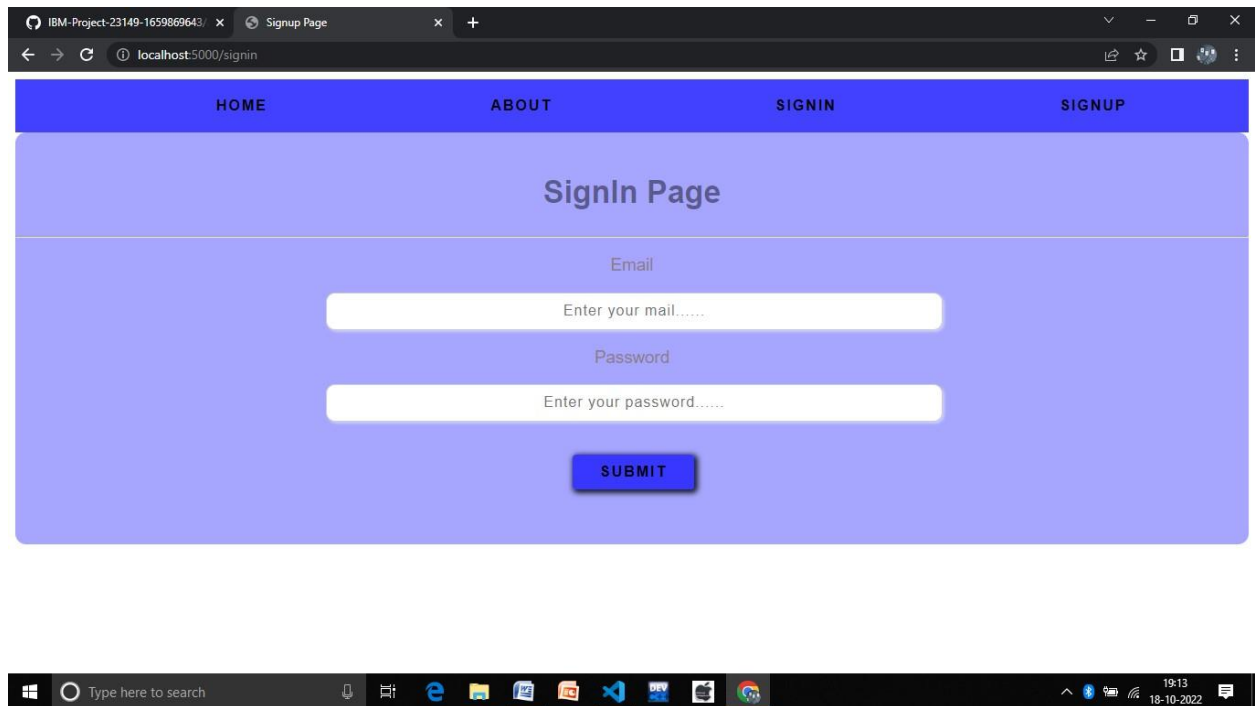 IBM-Project-23149-1659869643/
Signup Page
localhost:5000/signin
HOME ABOUT SIGNIN SIGNUP
SignIn Page
Email
Enter your mail......
Password
Enter your password......
SUBMIT
Type here to search
DEV
19:13
18-10-2022